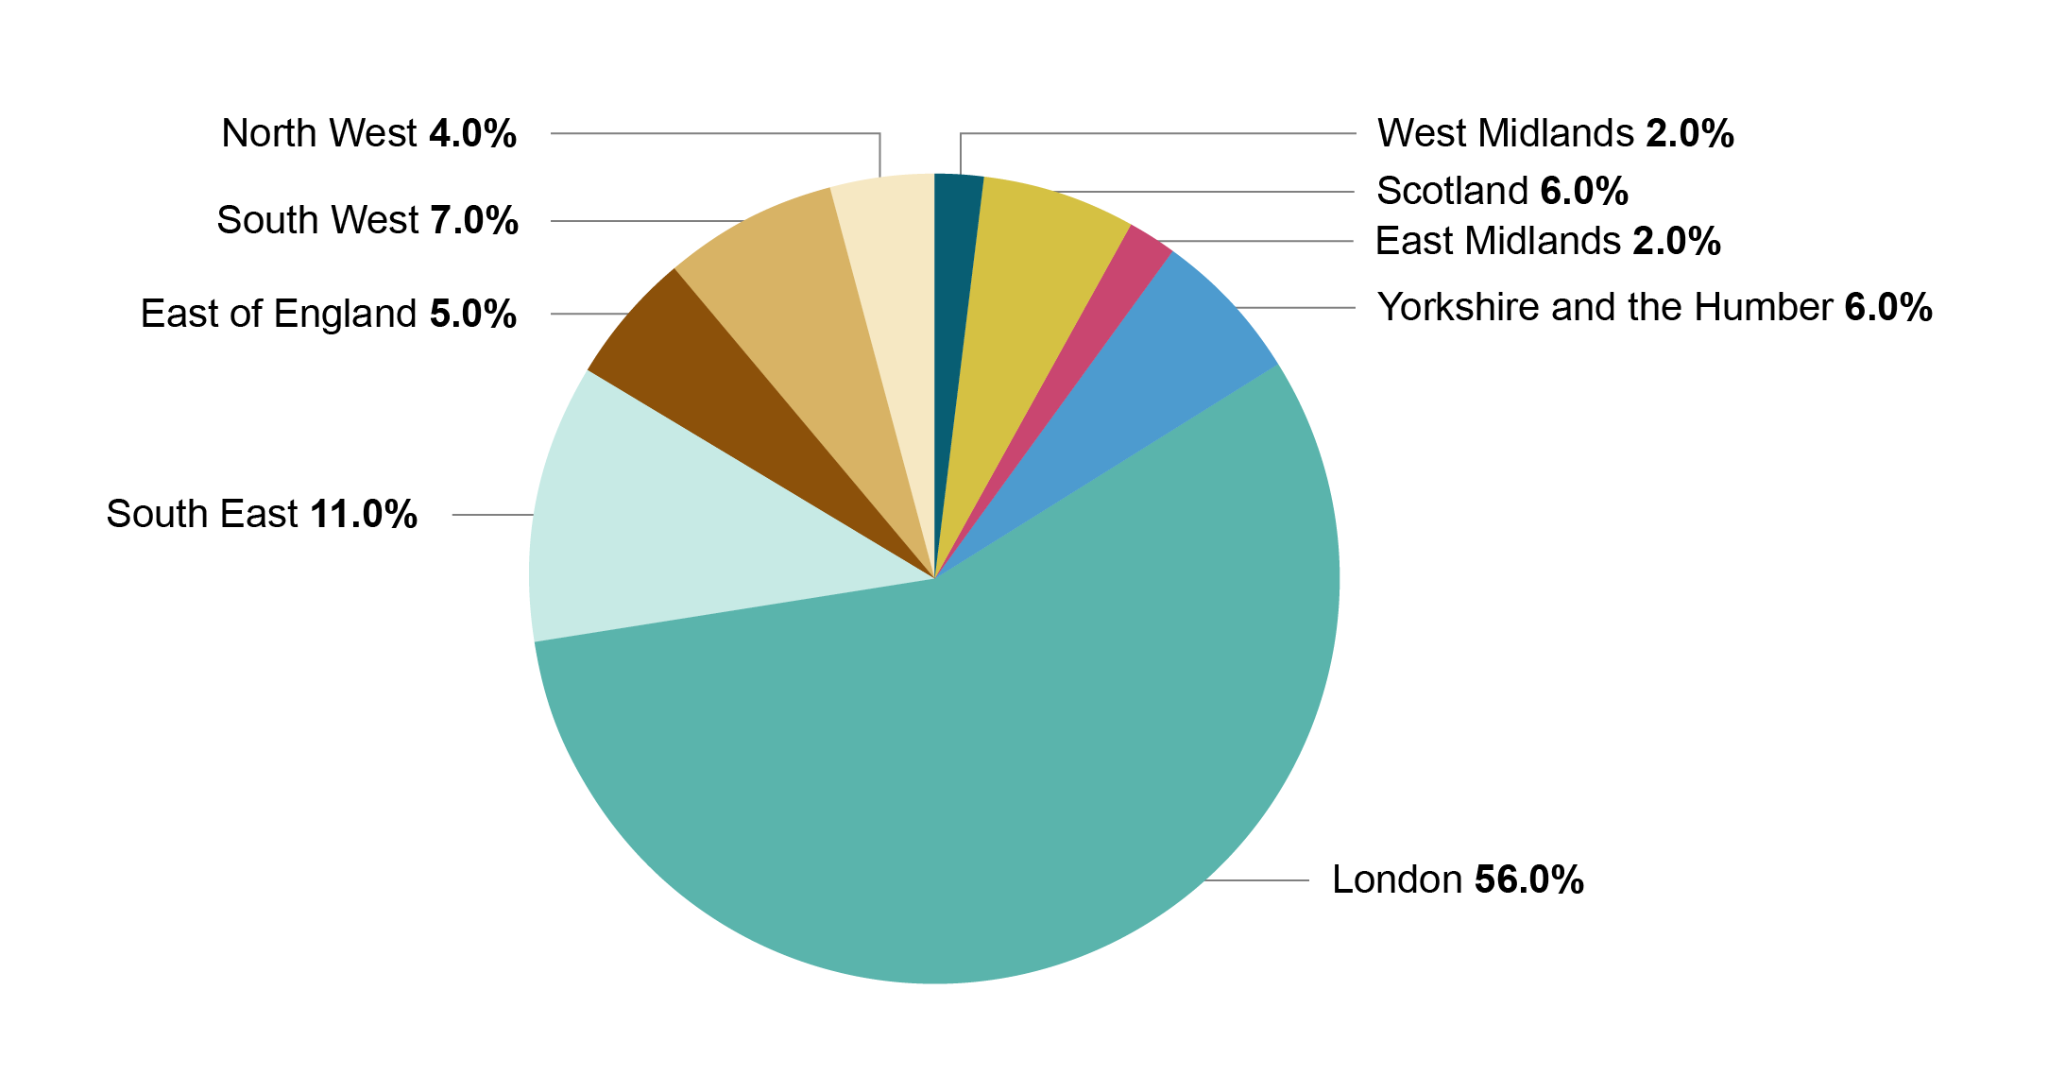 North West 4.0%
South West 7.0%
East of England 5.0%
South East 11.0%
West Midlands 2.0%
Scotland 6.0%
East Midlands 2.0%
Yorkshire and the Humber 6.0%
London 56.0%